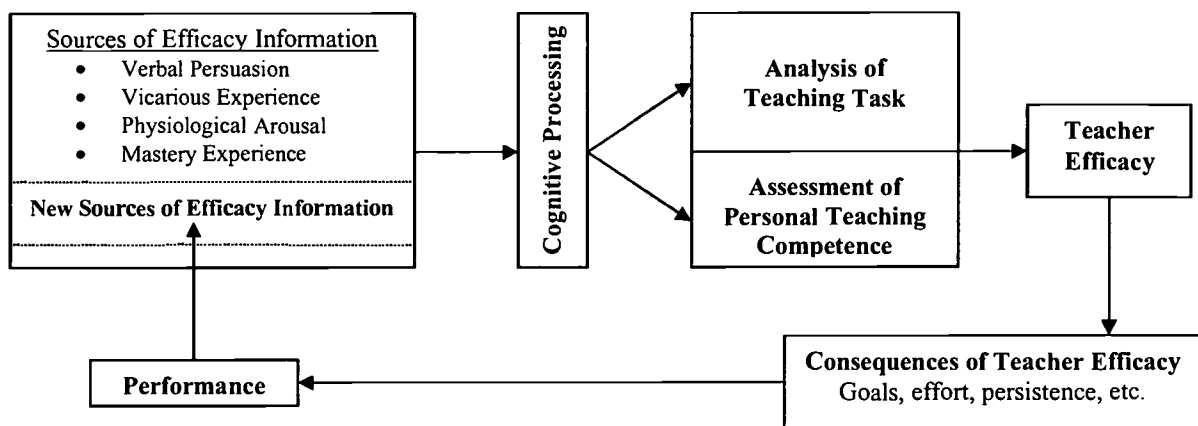 Sources of Efficacy Information
• Verbal Persuasion
• Vicarious Experience
• Physiological Arousal
• Mastery Experience
New Sources of Efficacy Information
Cognitive Processing
Analysis of
Teaching Task
Assessment of
Personal Teaching
Competence
Teacher
Efficacy
Consequences of Teacher Efficacy
Goals, effort, persistence, etc.
Performance